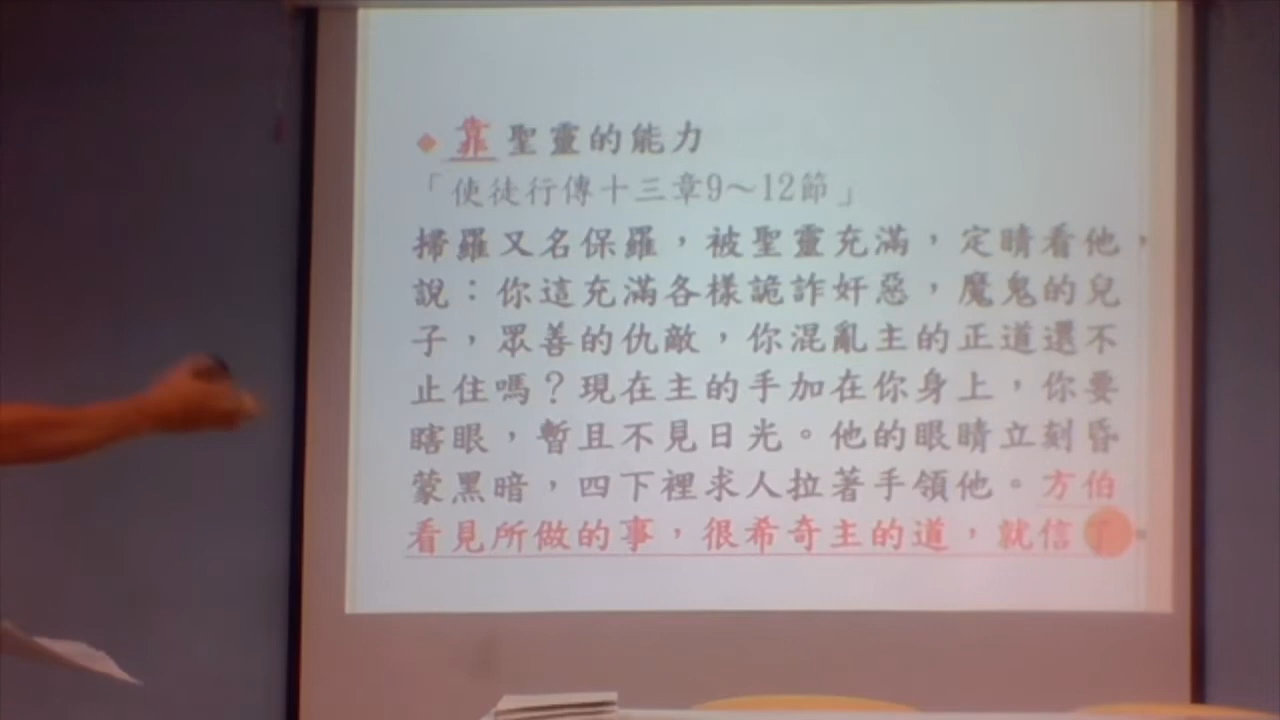 ◆靠聖靈的能力
「使徒行傳十三章9～12節」
掃羅又名保羅，被聖靈充滿，定睛看他，
說：你這充滿各樣詭詐奸惡，魔鬼的兒
子，眾善的仇敵，你混亂主的正道還不
止住嗎？現在主的手加在你身上，你要
瞎眼，暫且不見日光。他的眼睛立刻昏
蒙黑暗，四下裡求人拉著手領他。方伯
看見所做的事，很希奇主的道，就信了。